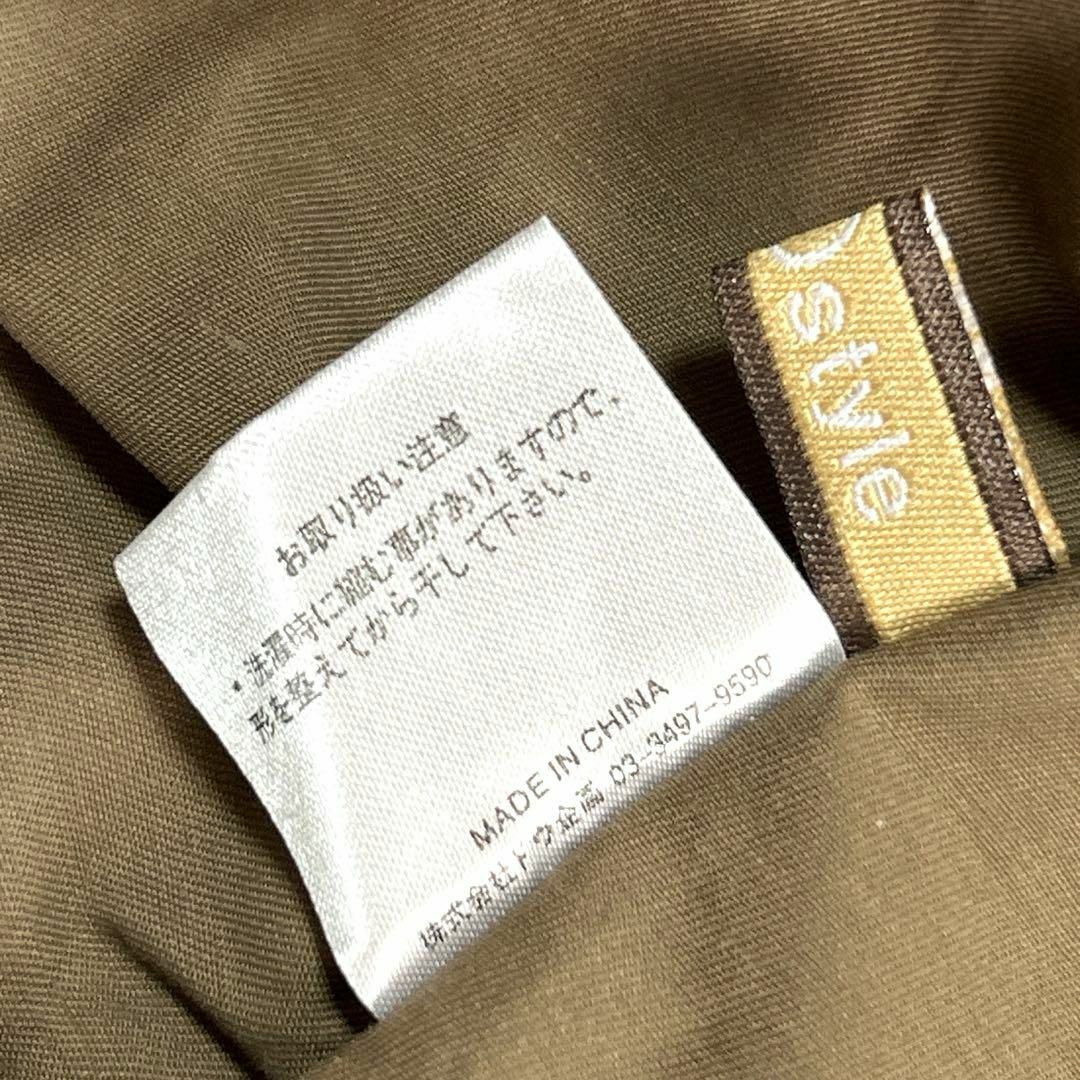 お取り扱い注意
・洗濯時に縮む事がありますので、
形を整えてから干して下さい。
MADE IN CHINA
株式会社ドウ企画 03-3497-9590
style